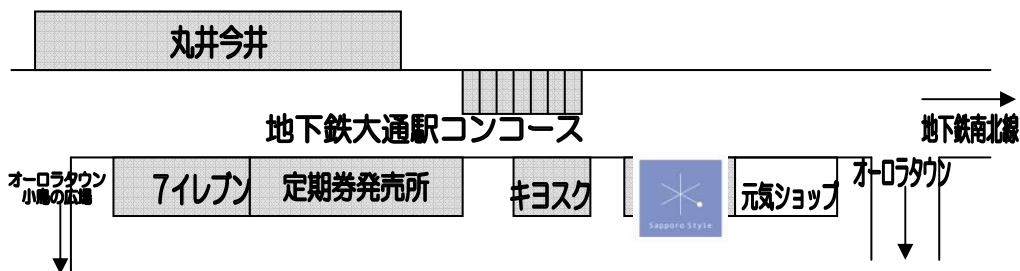 丸井今井
地下鉄大通駅コンコース
地下鉄南北線
オーロラタウン
小鳥の広場
7イレブン
定期券発売所
キヨスク
Sapporo Style
元気ショップ
オーロラタウン